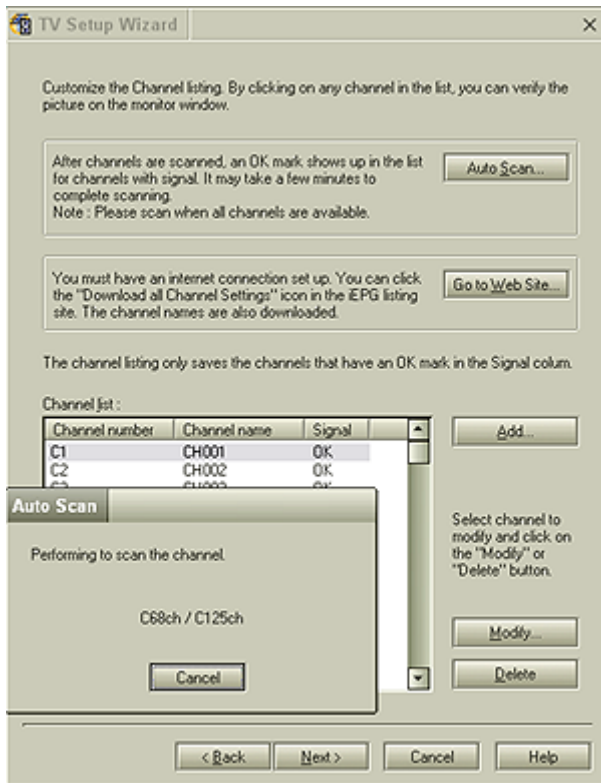 TV Setup Wizard
Customize the Channel listing. By clicking on any channel in the list, you can verify the
picture on the monitor window.
After channels are scanned, an OK mark shows up in the list
for channels with signal. It may take a few minutes to
complete scanning.
Note : Please scan when all channels are available.
Auto Scan...
You must have an internet connection set up. You can click
the "Download all Channel Settings" icon in the iEPG listing
site. The channel names are also downloaded.
Go to Web Site...
The channel listing only saves the channels that have an OK mark in the Signal colum.
Channel list :
Channel number Channel name Signal
C1 CH001 OK
C2 CH002 OK
Add...
Auto Scan
Performing to scan the channel.
C68ch / C125ch
Cancel
Select channel to
modify and click on
the "Modify" or
"Delete" button.
Modify...
Delete
< Back Next > Cancel Help